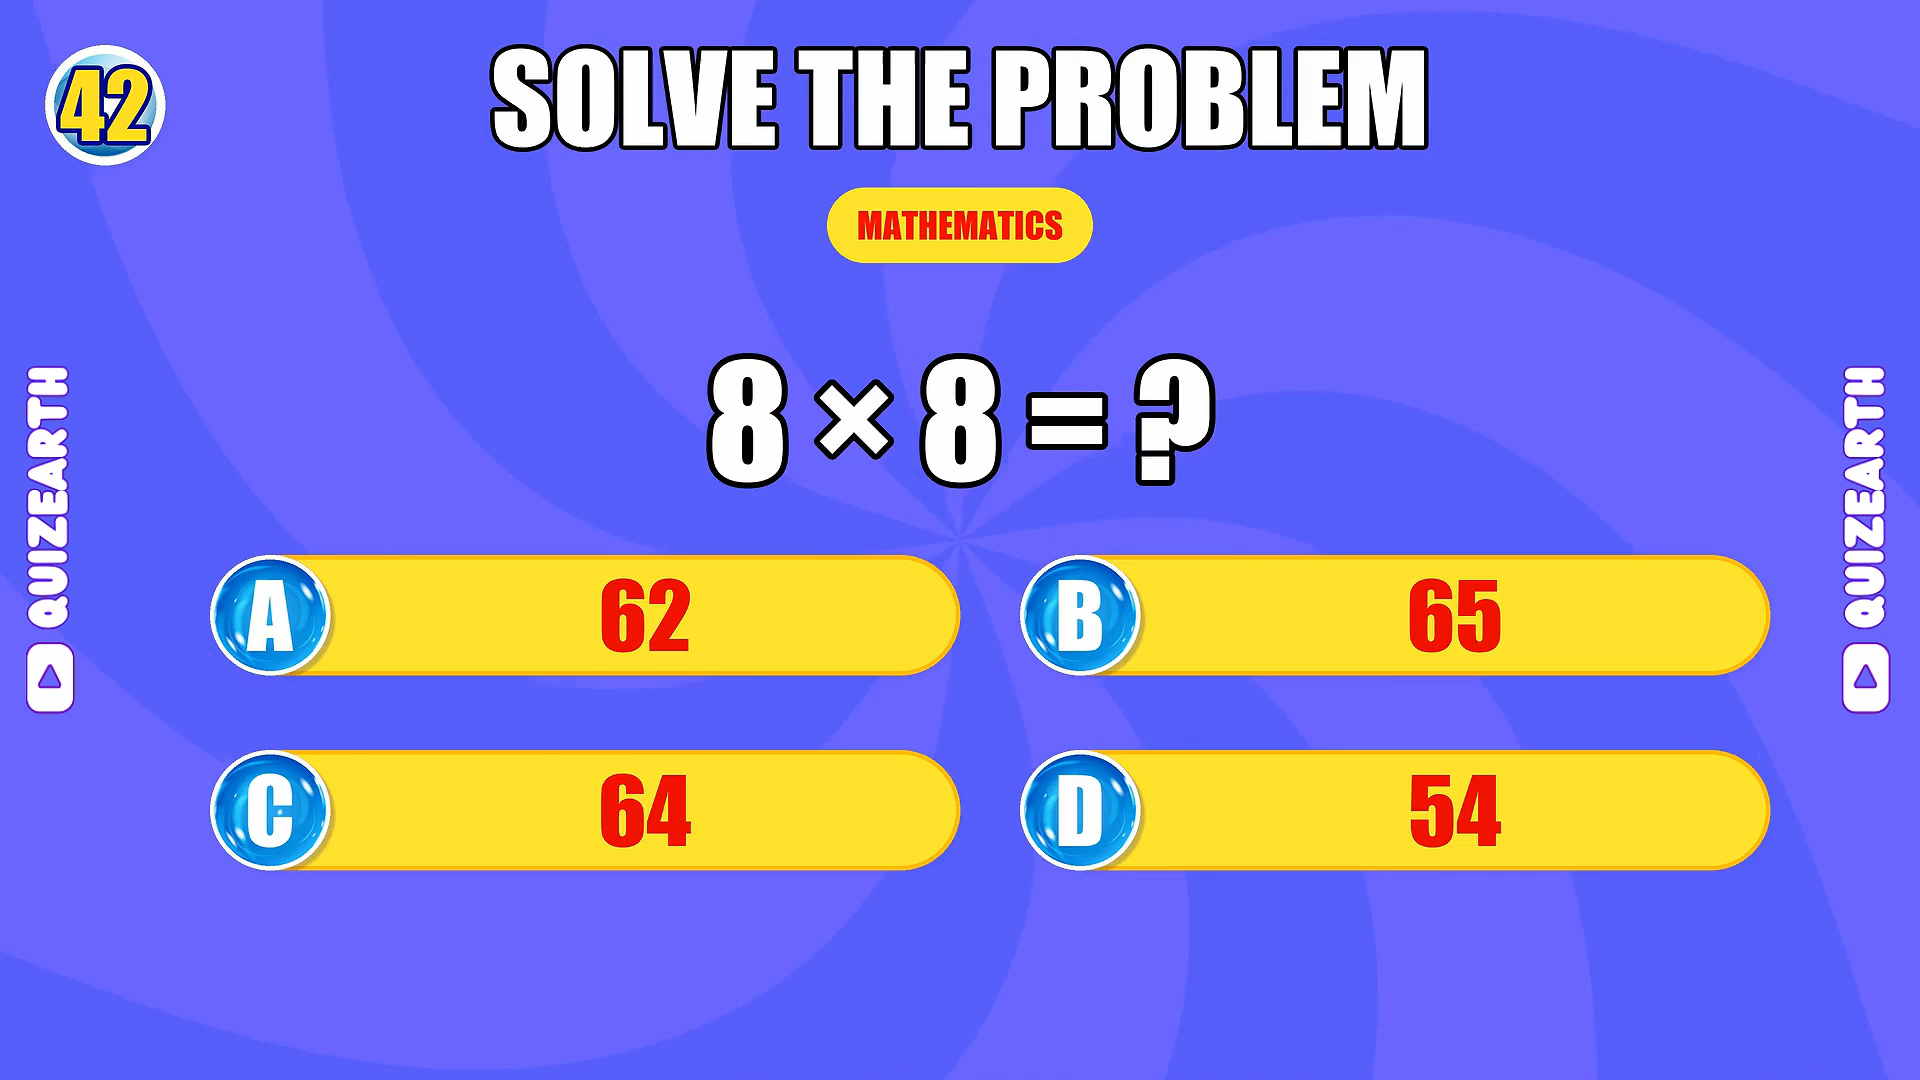 42
SOLVE THE PROBLEM
MATHEMATICS
8 × 8 = ?
A 62
B 65
C 64
D 54
QUIZEARTH
QUIZEARTH